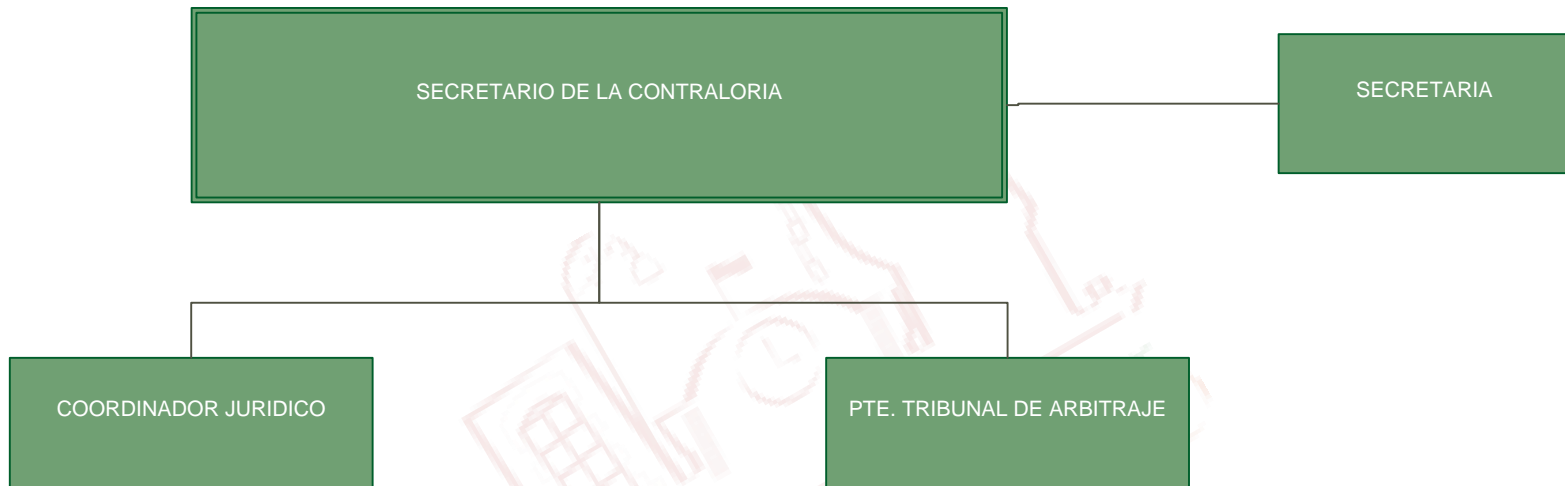 SECRETARIO DE LA CONTRALORIA
SECRETARIA
COORDINADOR JURIDICO
PTE. TRIBUNAL DE ARBITRAJE